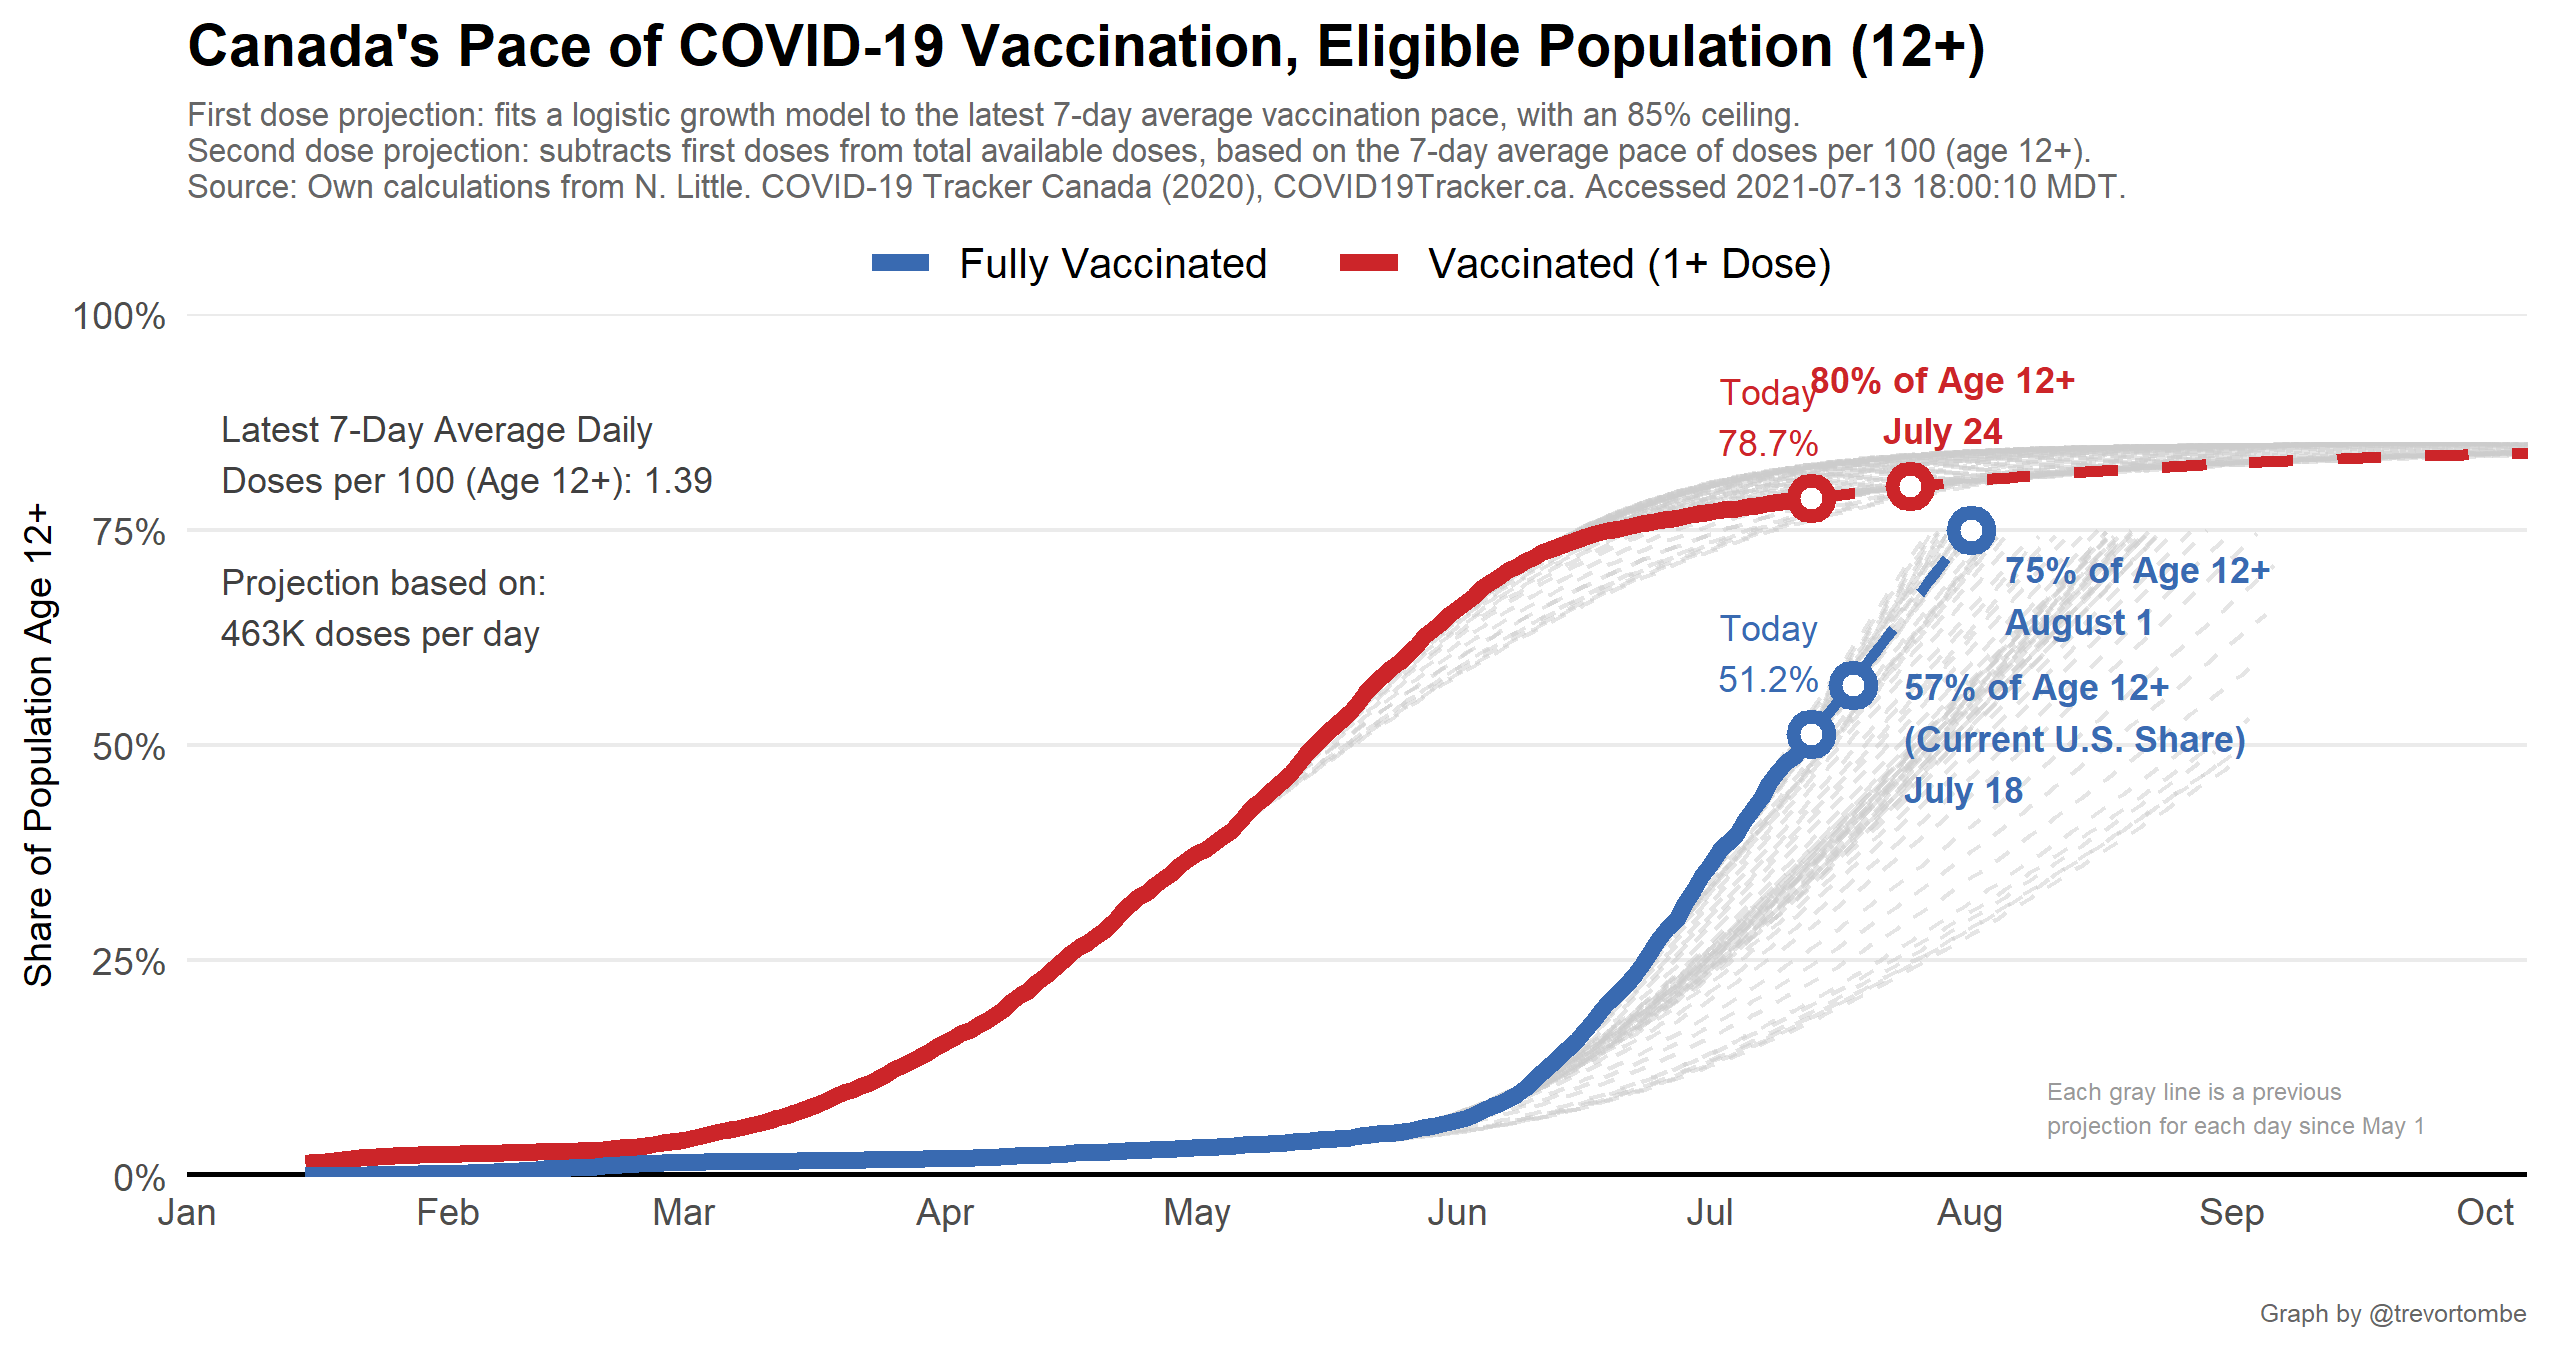 Canada's Pace of COVID-19 Vaccination, Eligible Population (12+)
First dose projection: fits a logistic growth model to the latest 7-day average vaccination pace, with an 85% ceiling.
Second dose projection: subtracts first doses from total available doses, based on the 7-day average pace of doses per 100 (age 12+).
Source: Own calculations from N. Little. COVID-19 Tracker Canada (2020), COVID19Tracker.ca. Accessed 2021-07-13 18:00:10 MDT.
Fully Vaccinated
Vaccinated (1+ Dose)
Share of Population Age 12+
100%
75%
50%
25%
0%
Latest 7-Day Average Daily
Doses per 100 (Age 12+): 1.39
Projection based on:
463K doses per day
Today
78.7%
80% of Age 12+
July 24
75% of Age 12+
August 1
Today
51.2%
57% of Age 12+
(Current U.S. Share)
July 18
Each gray line is a previous
projection for each day since May 1
Jan
Feb
Mar
Apr
May
Jun
Jul
Aug
Sep
Oct
Graph by @trevortombe